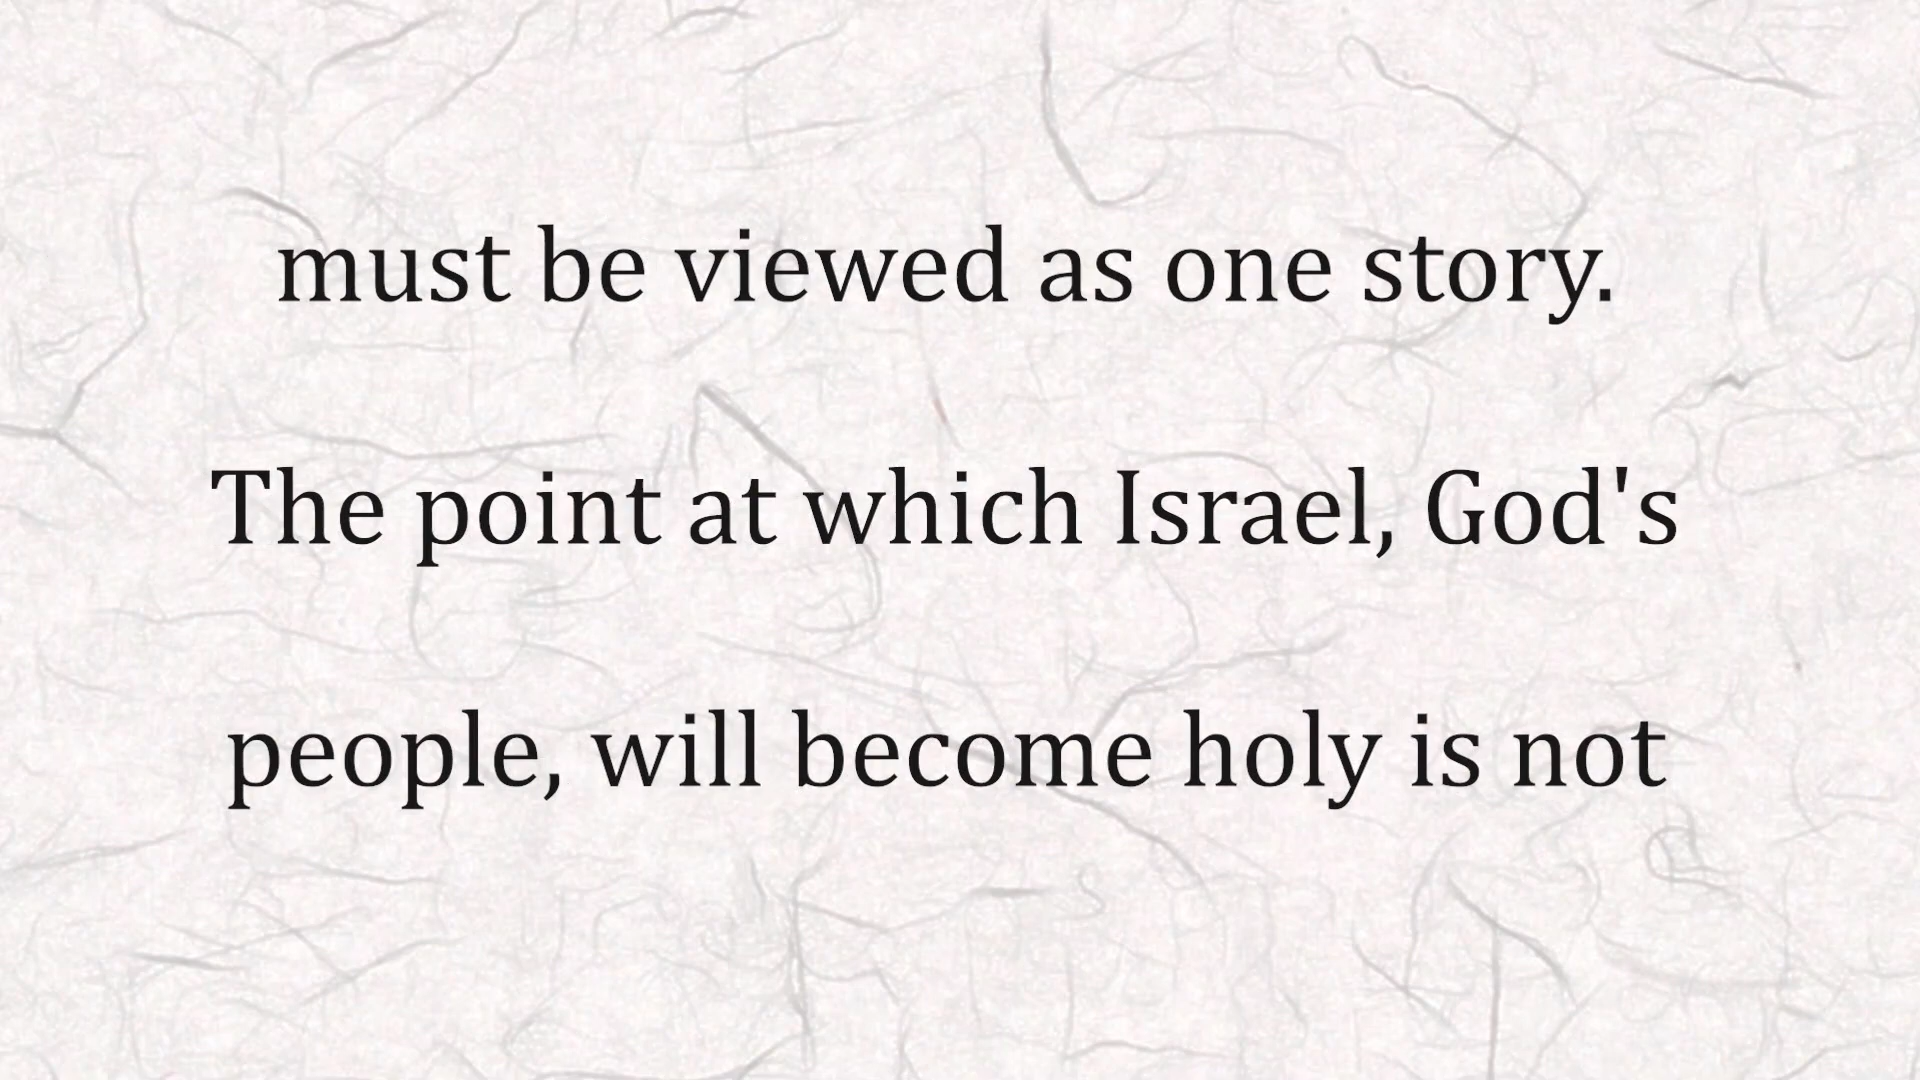 must be viewed as one story.
The point at which Israel, God's
people, will become holy is not